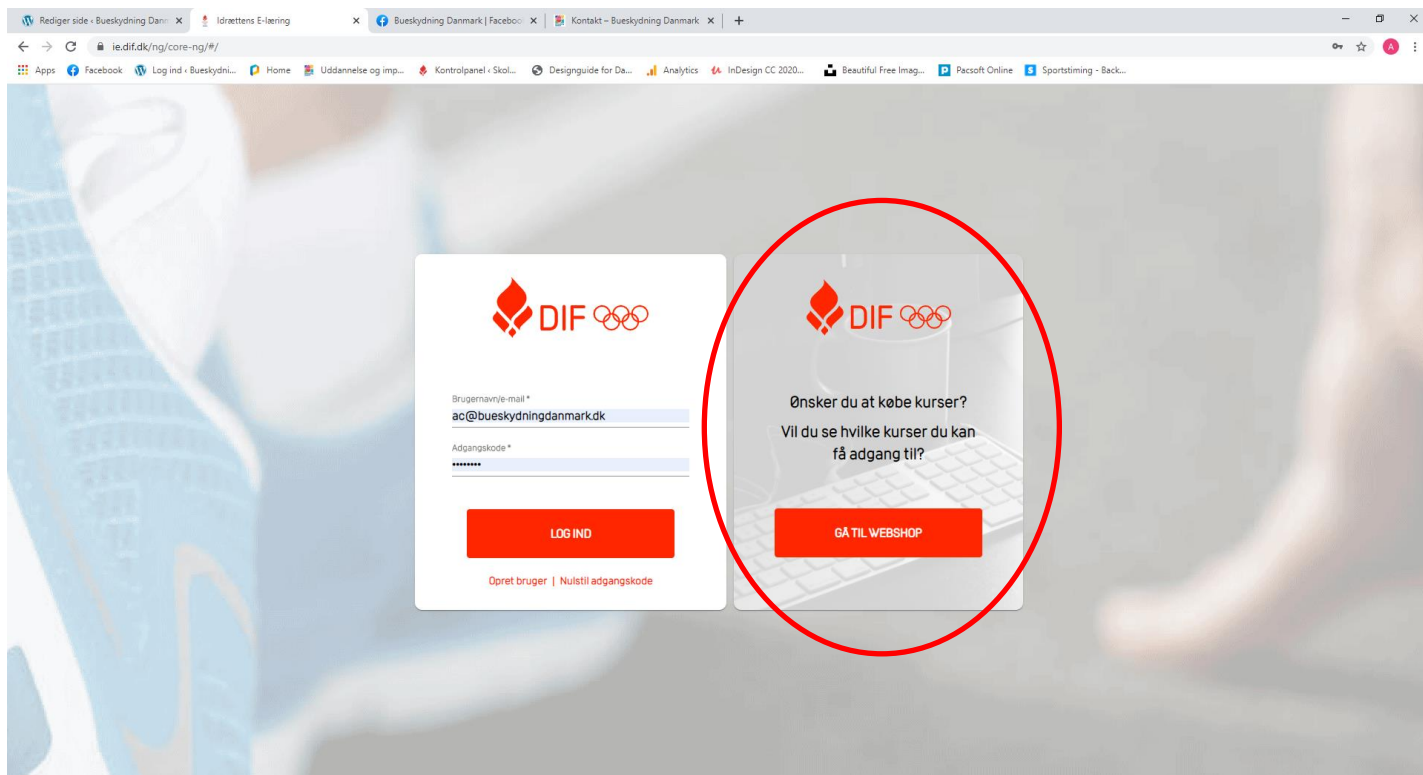 Rediger side ‹ Bueskydning Dann
Idrættens E-læring
Bueskydning Danmark | Faceboo
Kontakt – Bueskydning Danmark
ie.dif.dk/ng/core-ng/#/
A
Apps
Facebook
Log ind ‹ Bueskydni...
Home
Uddannelse og imp...
Kontrolpanel ‹ Skol...
Designguide for Da...
Analytics
InDesign CC 2020...
Beautiful Free Imag...
Pacsoft Online
Sportstiming - Back...
DIF
Brugernavn/e-mail *
ac@bueskydningdanmark.dk
Adgangskode *
••••••••
LOG IND
Opret bruger | Nulstil adgangskode
DIF
Ønsker du at købe kurser?
Vil du se hvilke kurser du kan
få adgang til?
GÅ TIL WEBSHOP